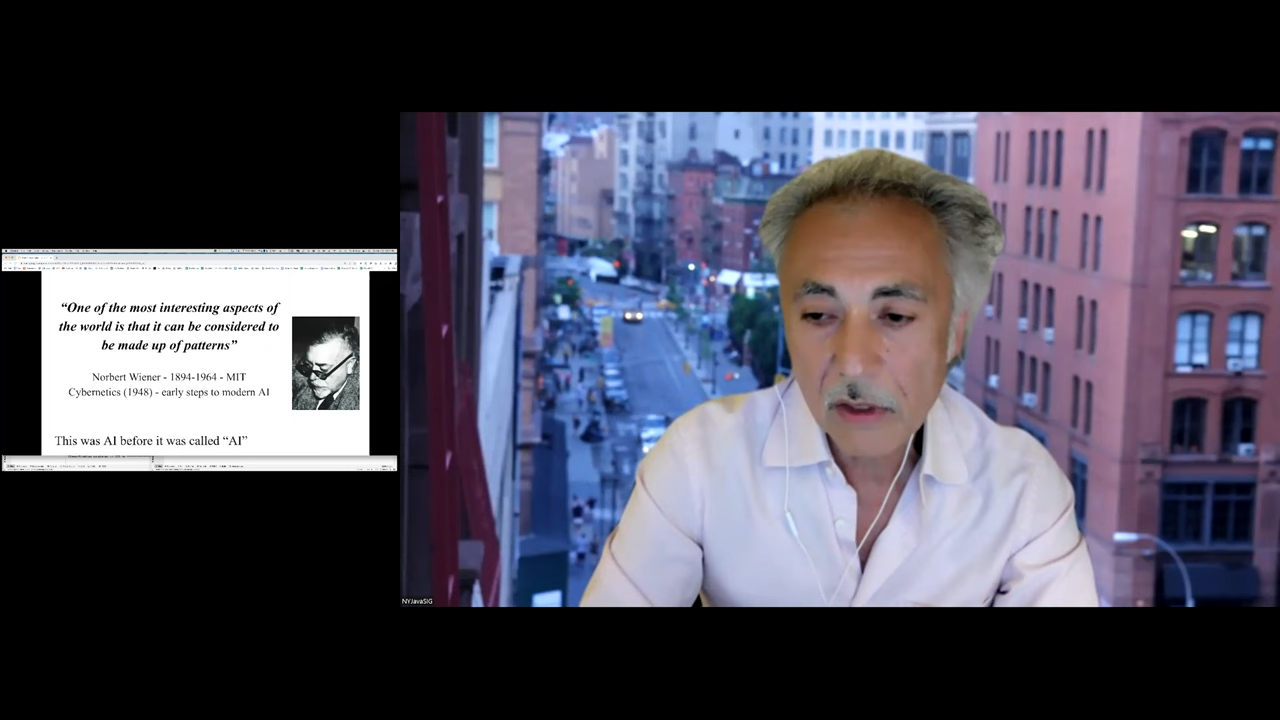 “One of the most interesting aspects of
the world is that it can be considered to
be made up of patterns”
Norbert Wiener - 1894-1964 - MIT
Cybernetics (1948) - early steps to modern AI
This was AI before it was called “AI”
NYJavaSIG